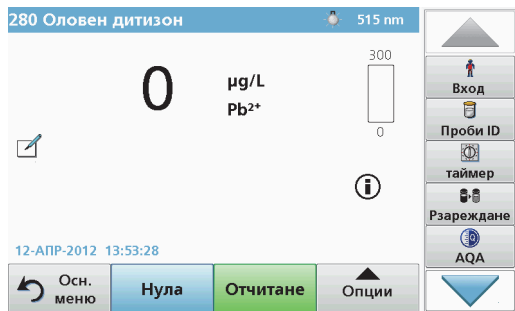 280 Оловен дитизон
515 nm
0
µg/L
Pb²⁺
300
0
12-АПР-2012 13:53:28
Осн.
меню
Нула
Отчитане
Опции
Вход
Проби ID
таймер
Рзареждане
AQA